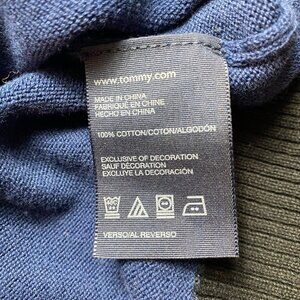 www.tommy.com
MADE IN CHINA
FABRIQUÉ EN CHINE
HECHO EN CHINA
100% COTTON/COTON/ALGODÓN
EXCLUSIVE OF DECORATION
SAUF DÉCORATION
EXCLUYE LA DECORACIÓN
VERSO/AL REVERSO